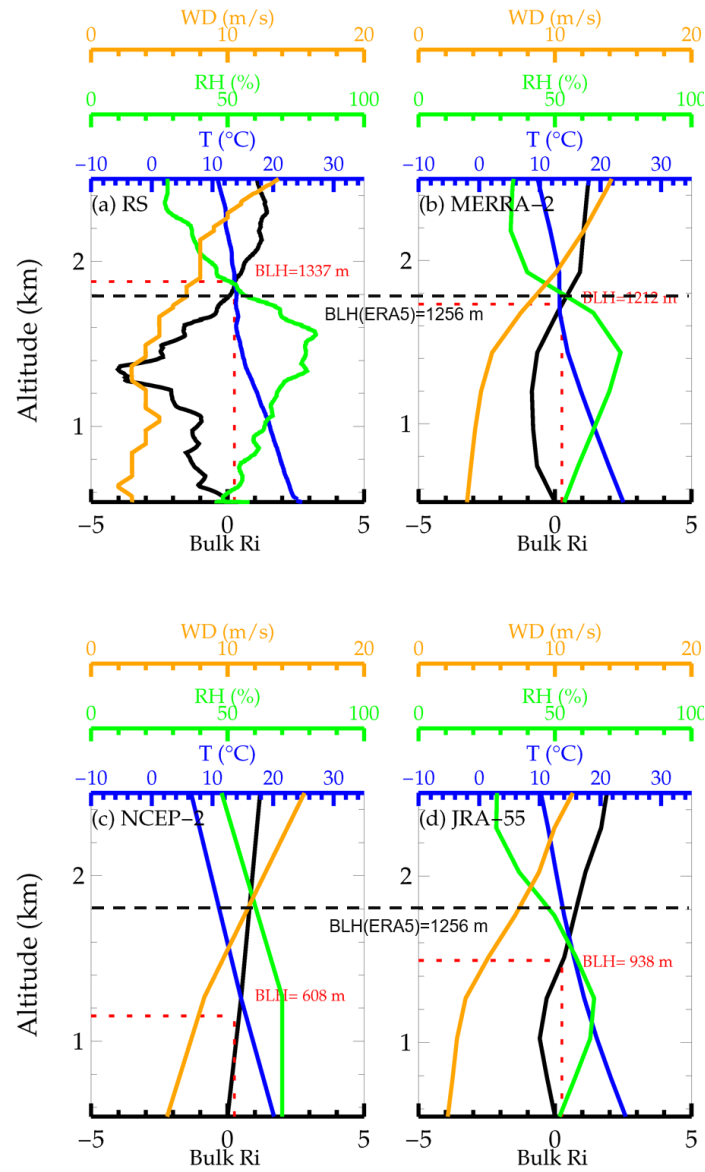 WD (m/s) WD (m/s)
0 10 20 0 10 20
RH (%) RH (%)
0 50 100 0 50 100
T (°C) T (°C)
−10 0 10 20 30 −10 0 10 20 30
(a) RS (b) MERRA−2
BLH=1337 m
2 2
BLH=1212 m
BLH(ERA5)=1256 m
Altitude (km)
1 1
−5 0 5 −5 0 5
Bulk Ri Bulk Ri
WD (m/s) WD (m/s)
0 10 20 0 10 20
RH (%) RH (%)
0 50 100 0 50 100
T (°C) T (°C)
−10 0 10 20 30 −10 0 10 20 30
(c) NCEP−2 (d) JRA−55
2 2
BLH(ERA5)=1256 m
Altitude (km)
BLH= 938 m
BLH= 608 m
1 1
−5 0 5 −5 0 5
Bulk Ri Bulk Ri